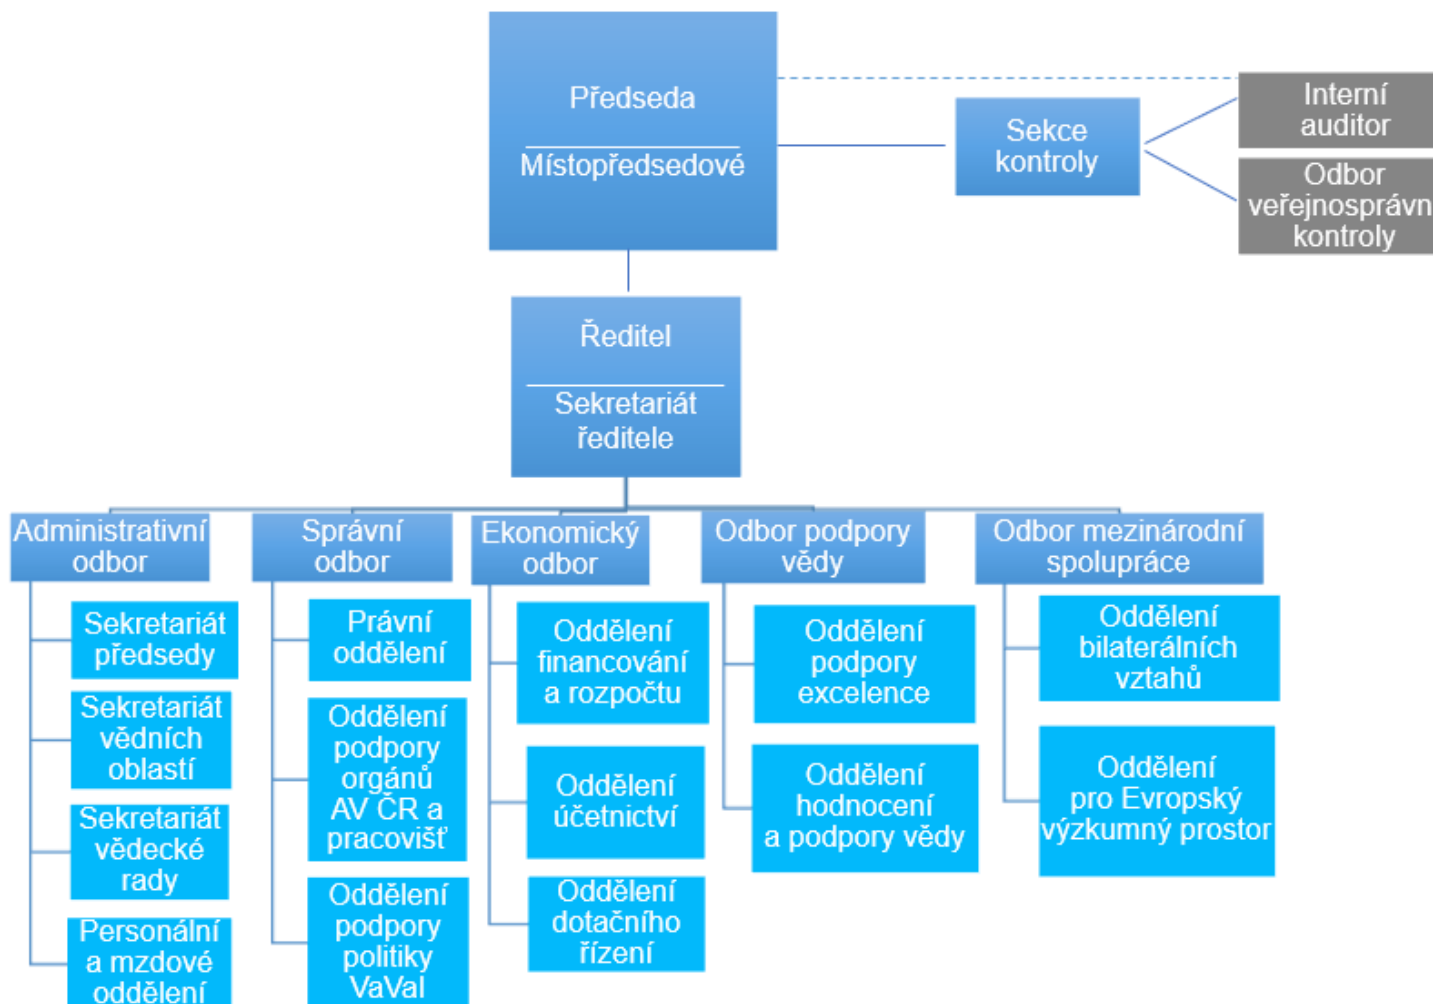 Předseda
Místopředsedové
Sekce
kontroly
Interní
auditor
Odbor
veřejnosprávn
kontroly
Ředitel
Sekretariát
ředitele
Administrativní
odbor
Správní
odbor
Ekonomický
odbor
Odbor podpory
vědy
Odbor mezinárodní
spolupráce
Sekretariát
předsedy
Sekretariát
vědních
oblastí
Sekretariát
vědecké
rady
Personální
a mzdové
oddělení
Právní
oddělení
Oddělení
podpory
orgánů
AV ČR a
pracovišť
Oddělení
podpory
politiky
VaVaI
Oddělení
financování
a rozpočtu
Oddělení
účetnictví
Oddělení
dotačního
řízení
Oddělení
podpory
excelence
Oddělení
hodnocení
a podpory vědy
Oddělení
bilaterálních
vztahů
Oddělení
pro Evropský
výzkumný prostor